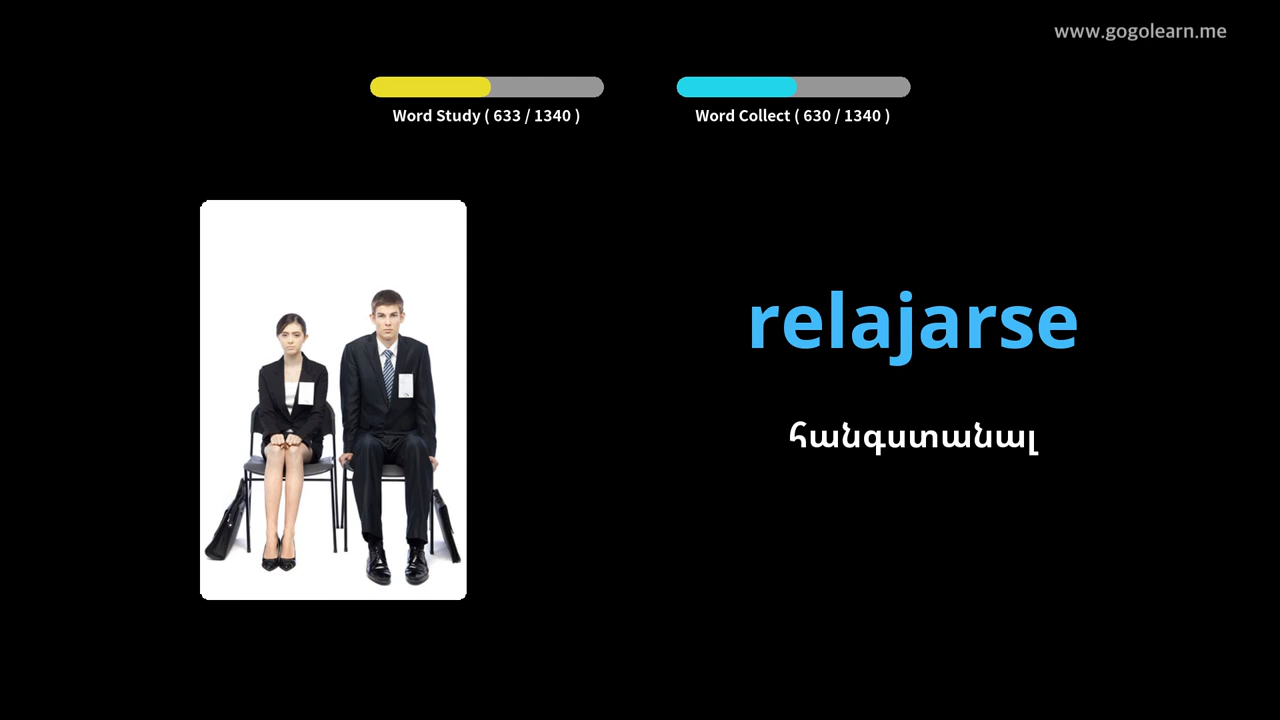 www.gogolearn.me
Word Study ( 633 / 1340 )
Word Collect ( 630 / 1340 )
relajarse
հանգստանալ